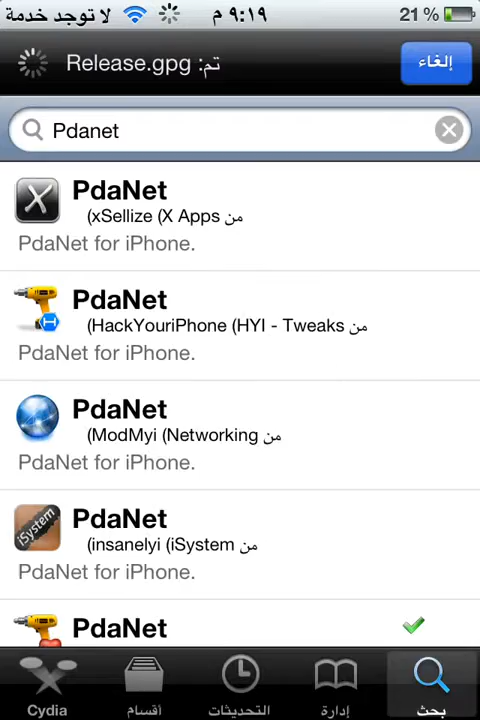 لا توجد خدمة ٩:١٩ م 21 %
تم: Release.gpg إلغاء
Pdanet
PdaNet
من xSellize (X Apps)
PdaNet for iPhone.
PdaNet
من HackYouriPhone (HYI - Tweaks)
PdaNet for iPhone.
PdaNet
من ModMyi (Networking)
PdaNet for iPhone.
iSystem
PdaNet
من insanelyi (iSystem)
PdaNet for iPhone.
PdaNet
Cydia أقسام التحديثات إدارة بحث